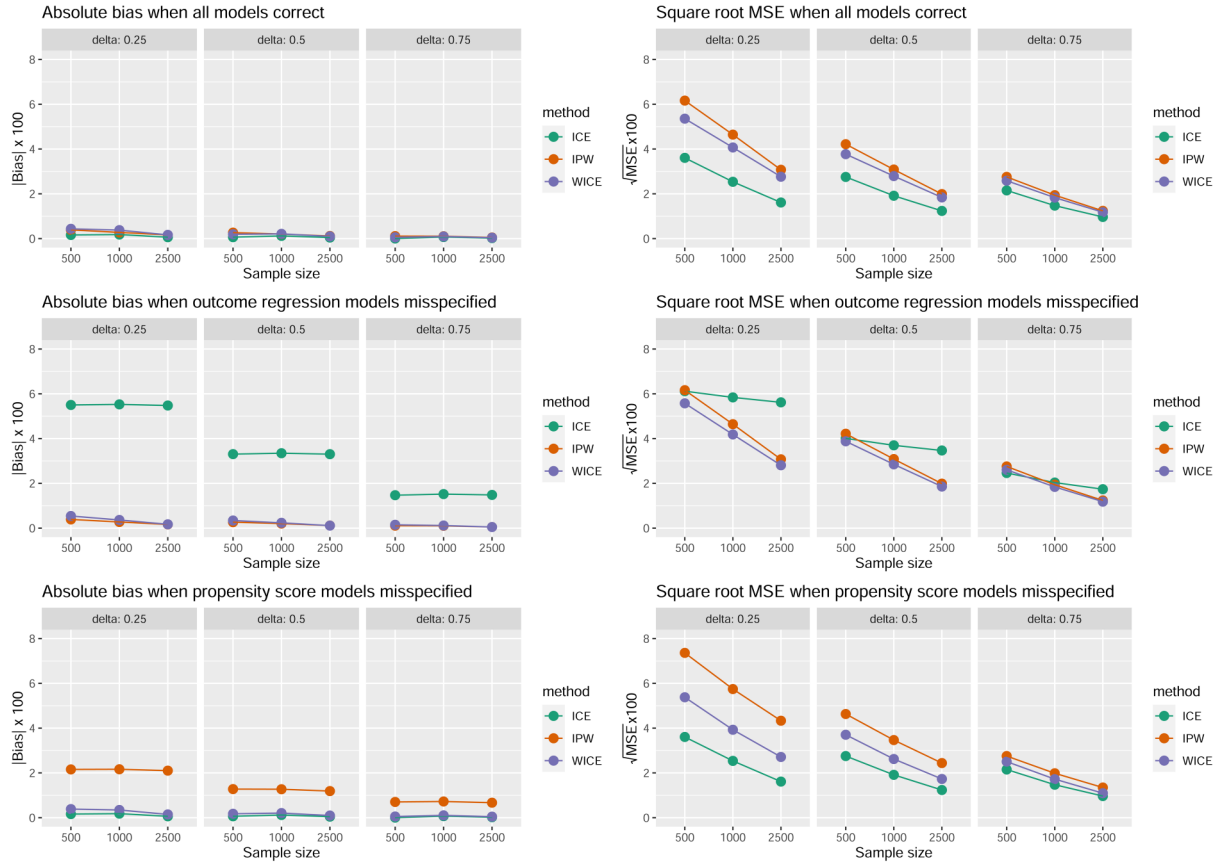 Absolute bias when all models correct
delta: 0.25 delta: 0.5 delta: 0.75
8
6
4
2
0
|Bias| x 100
500 1000 2500 500 1000 2500 500 1000 2500
Sample size
method
ICE
IPW
WICE
Square root MSE when all models correct
delta: 0.25 delta: 0.5 delta: 0.75
8
6
4
2
0
√MSE x100
500 1000 2500 500 1000 2500 500 1000 2500
Sample size
method
ICE
IPW
WICE
Absolute bias when outcome regression models misspecified
delta: 0.25 delta: 0.5 delta: 0.75
8
6
4
2
0
|Bias| x 100
500 1000 2500 500 1000 2500 500 1000 2500
Sample size
method
ICE
IPW
WICE
Square root MSE when outcome regression models misspecified
delta: 0.25 delta: 0.5 delta: 0.75
8
6
4
2
0
√MSE x100
500 1000 2500 500 1000 2500 500 1000 2500
Sample size
method
ICE
IPW
WICE
Absolute bias when propensity score models misspecified
delta: 0.25 delta: 0.5 delta: 0.75
8
6
4
2
0
|Bias| x 100
500 1000 2500 500 1000 2500 500 1000 2500
Sample size
method
ICE
IPW
WICE
Square root MSE when propensity score models misspecified
delta: 0.25 delta: 0.5 delta: 0.75
8
6
4
2
0
√MSE x100
500 1000 2500 500 1000 2500 500 1000 2500
Sample size
method
ICE
IPW
WICE